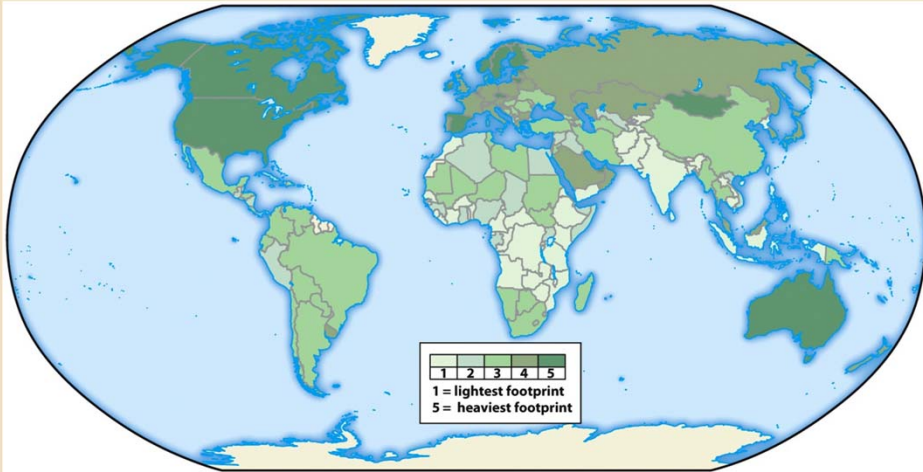 1 2 3 4 5
1 = lightest footprint
5 = heaviest footprint